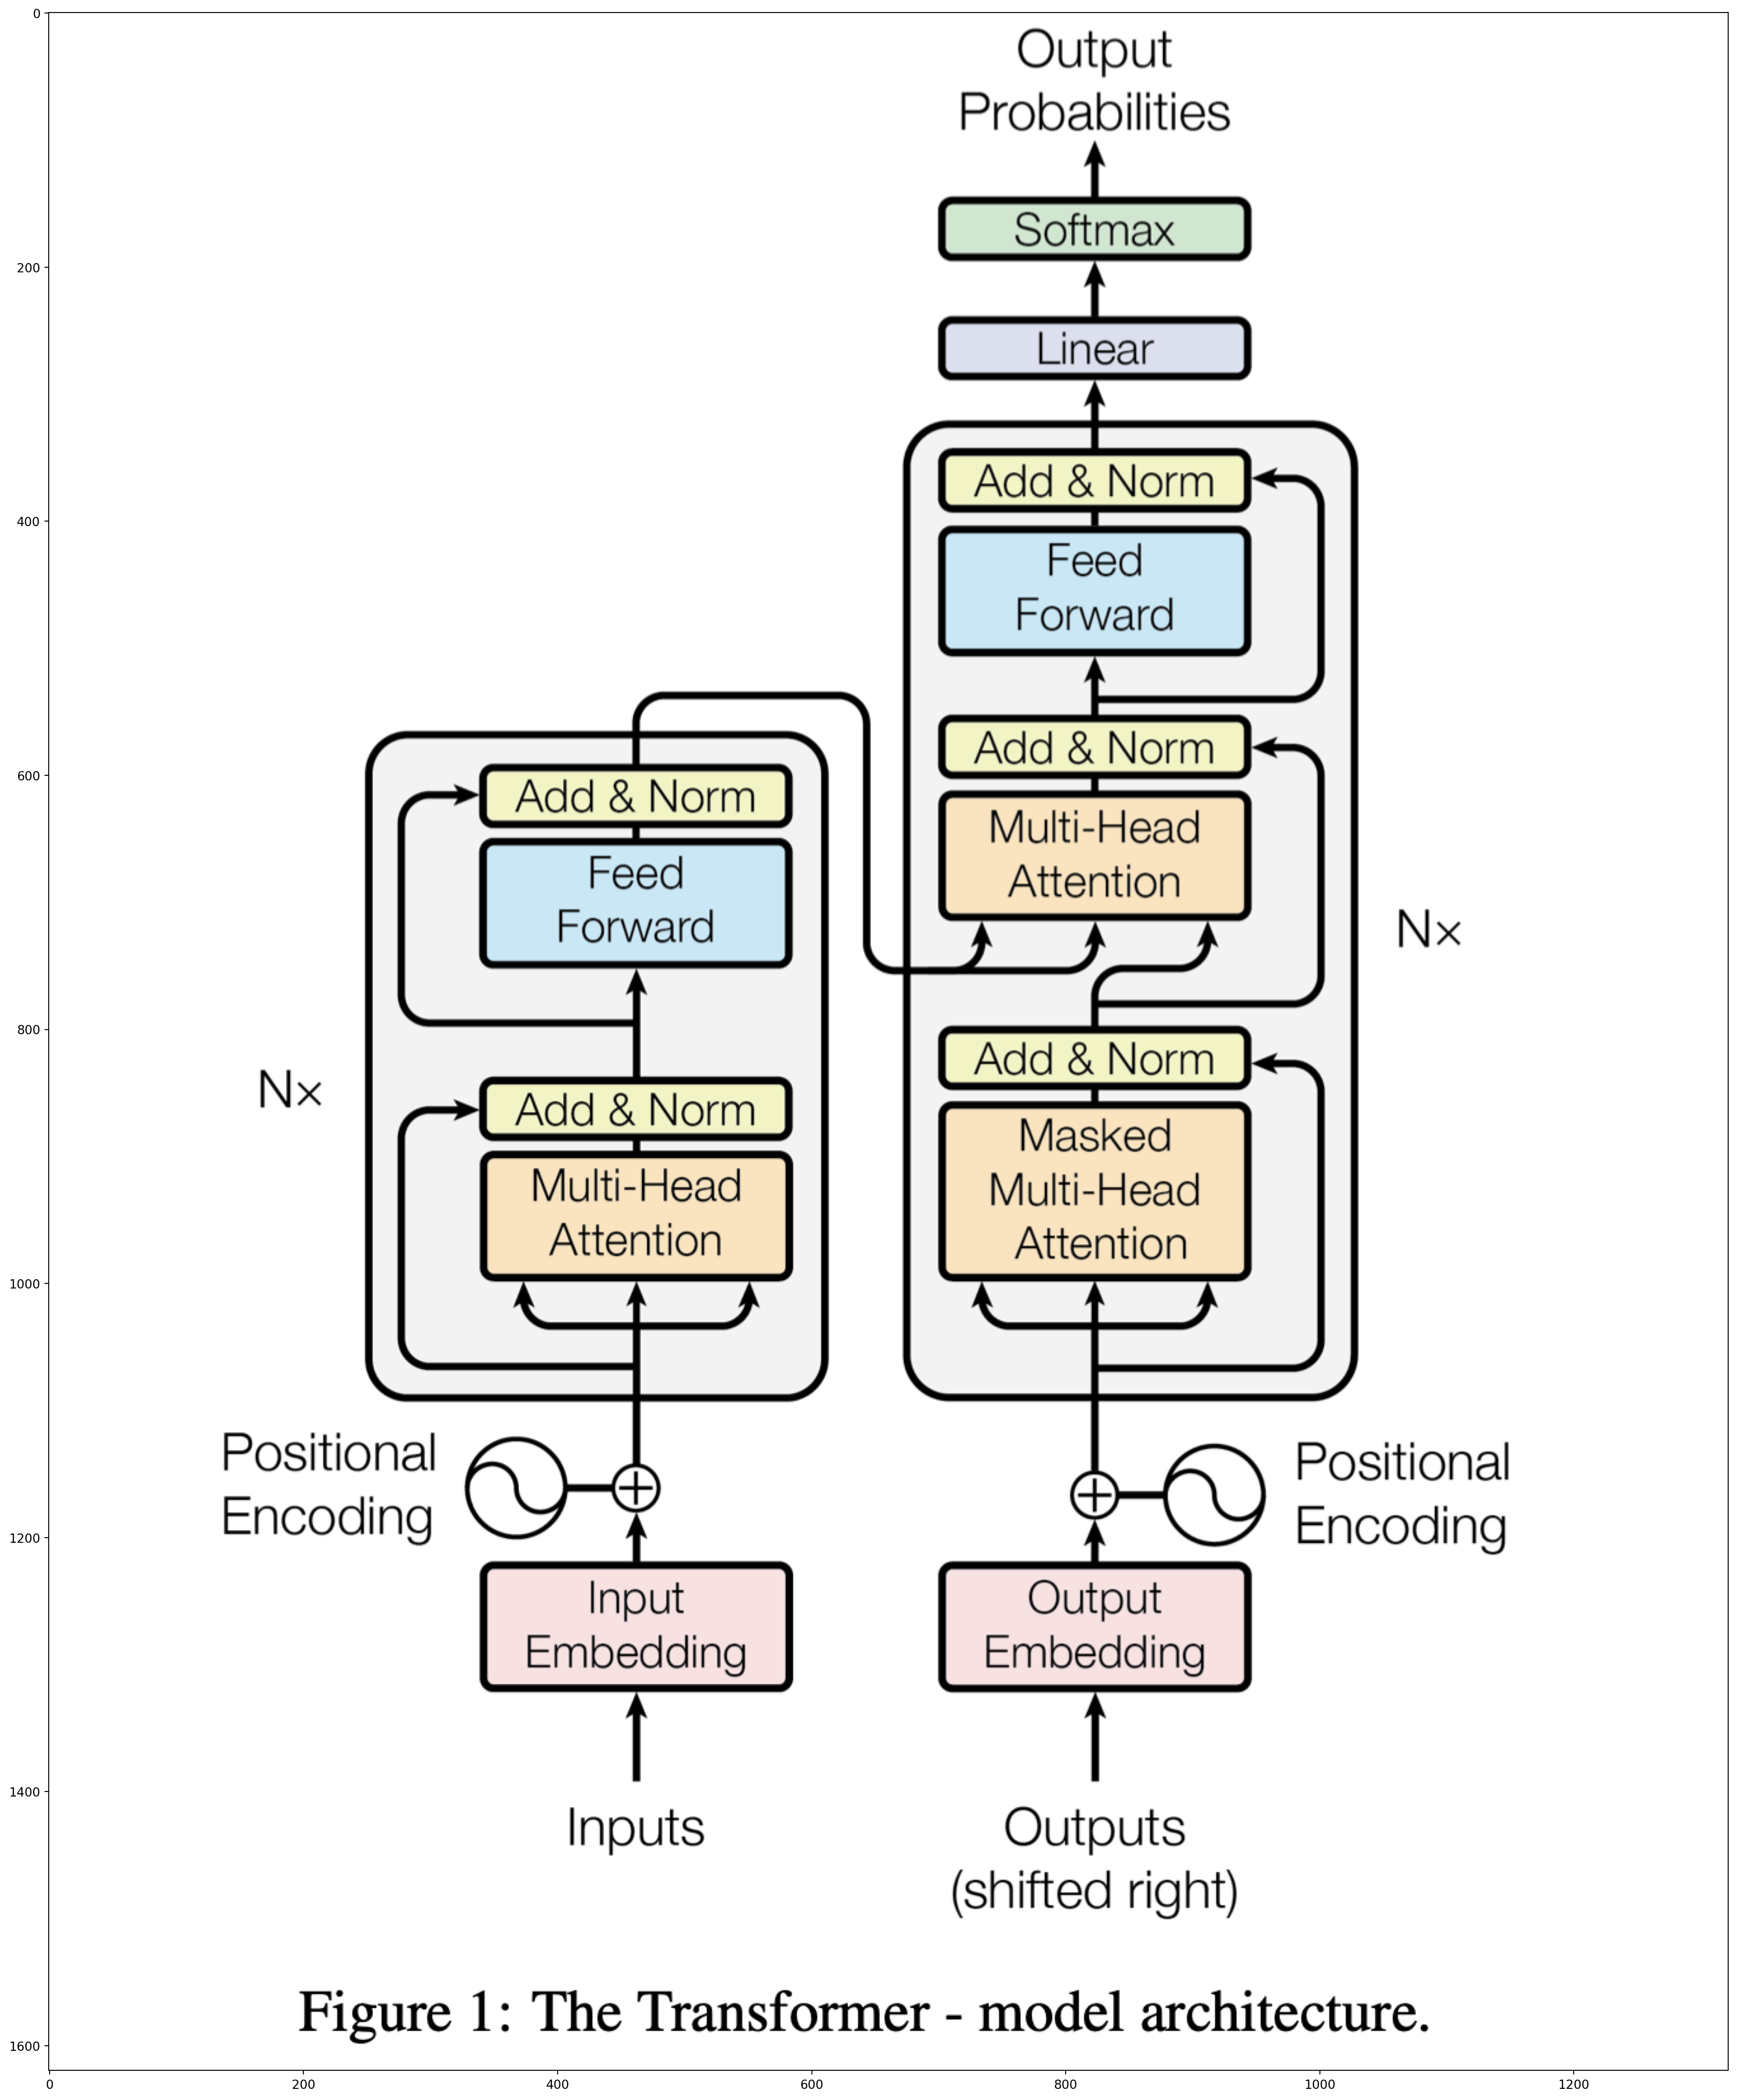 Output
Probabilities
Softmax
Linear
Add & Norm
Feed
Forward
Add & Norm
Multi-Head
Attention
Add & Norm
Masked
Multi-Head
Attention
Nx
Add & Norm
Feed
Forward
Add & Norm
Multi-Head
Attention
Nx
Positional
Encoding
Positional
Encoding
Input
Embedding
Output
Embedding
Inputs
Outputs
(shifted right)
Figure 1: The Transformer - model architecture.
0
200
400
600
800
1000
1200
1400
1600
0
200
400
600
800
1000
1200